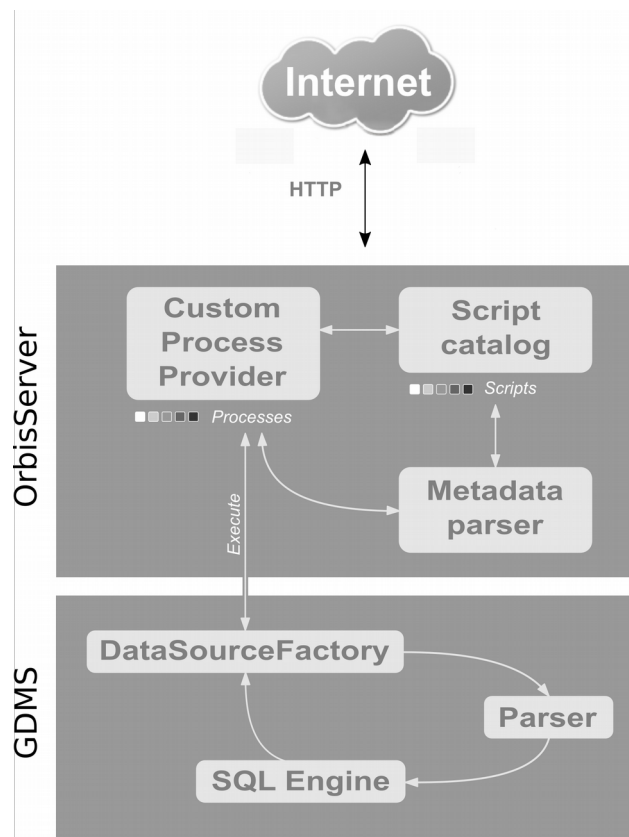 Internet
HTTP
OrbisServer
Custom
Process
Provider
Script
catalog
Processes
Scripts
Execute
Metadata
parser
GDMS
DataSourceFactory
Parser
SQL Engine